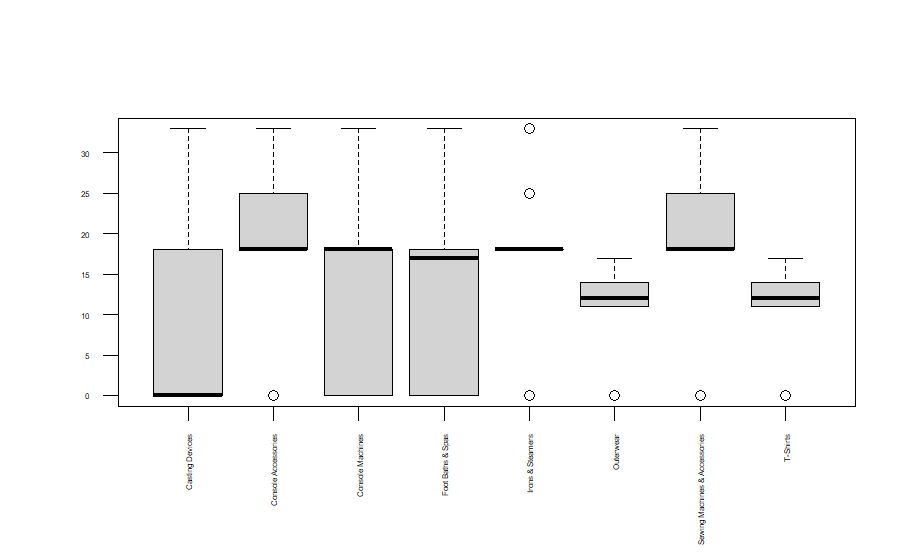 30
25
20
15
10
5
0
Casting Devices
Console Accessories
Console Machines
Foot Baths & Spas
Irons & Steamers
Outerwear
Sewing Machines & Accessories
T-Shirts